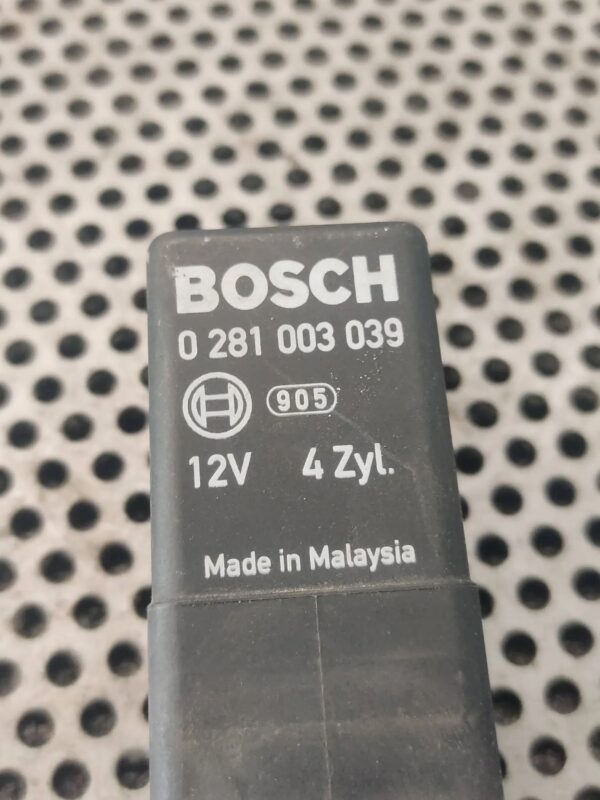 BOSCH
0 281 003 039
905
12V 4 Zyl.
Made in Malaysia